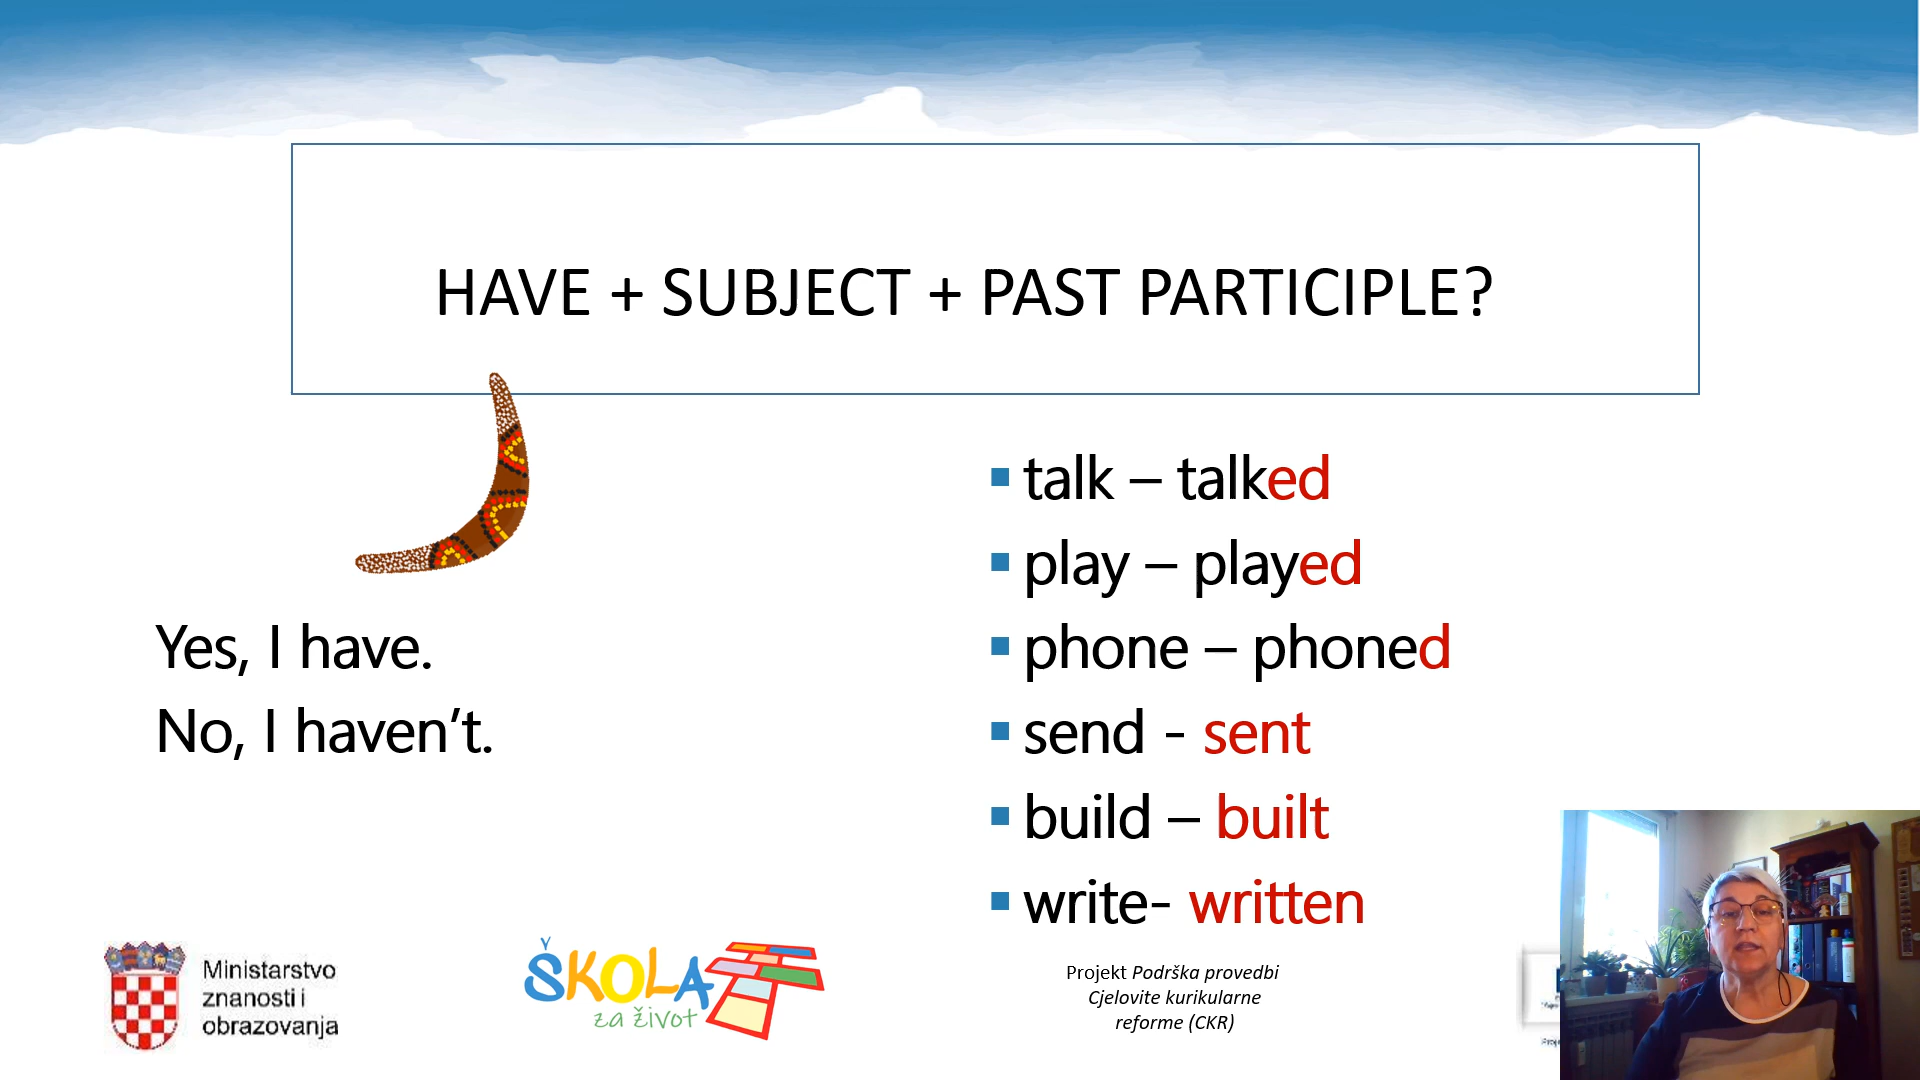 HAVE + SUBJECT + PAST PARTICIPLE?
Yes, I have.
No, I haven’t.
talk – talked
play – played
phone – phoned
send - sent
build – built
write- written
Ministarstvo
znanosti i
obrazovanja
ŠKOLA
za život
Projekt Podrška provedbi
Cjelovite kurikularne
reforme (CKR)